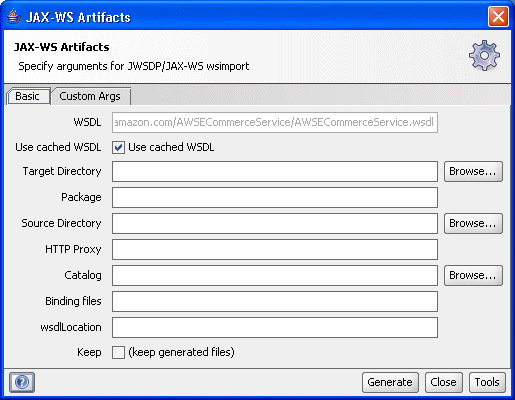 JAX-WS Artifacts
JAX-WS Artifacts
Specify arguments for JWSDP/JAX-WS wsimport
Basic Custom Args
WSDL amazon.com/AWSECommerceService/AWSECommerceService.wsdl
Use cached WSDL Use cached WSDL
Target Directory Browse...
Package
Source Directory Browse...
HTTP Proxy
Catalog Browse...
Binding files
wsdlLocation
Keep (keep generated files)
? Generate Close Tools